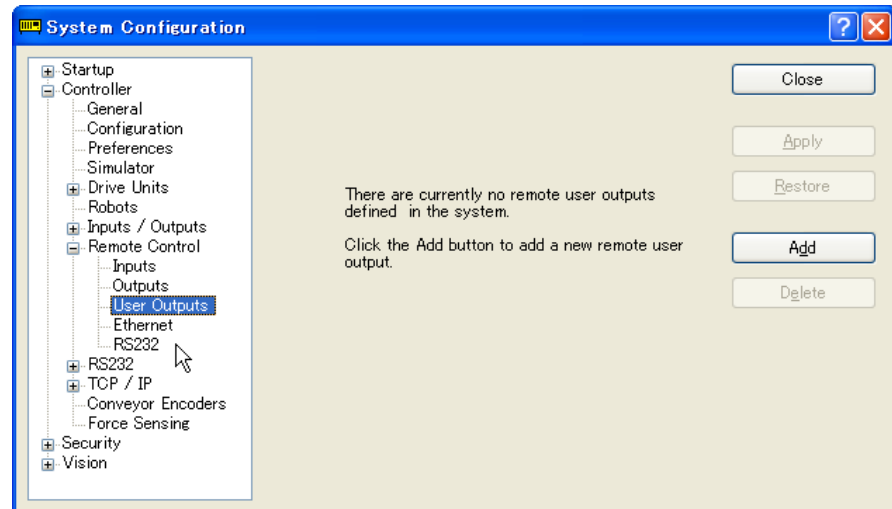 System Configuration
Startup
Controller
General
Configuration
Preferences
Simulator
Drive Units
Robots
Inputs / Outputs
Remote Control
Inputs
Outputs
User Outputs
Ethernet
RS232
RS232
TCP / IP
Conveyor Encoders
Force Sensing
Security
Vision
There are currently no remote user outputs
defined in the system.
Click the Add button to add a new remote user
output.
Close
Apply
Restore
Add
Delete